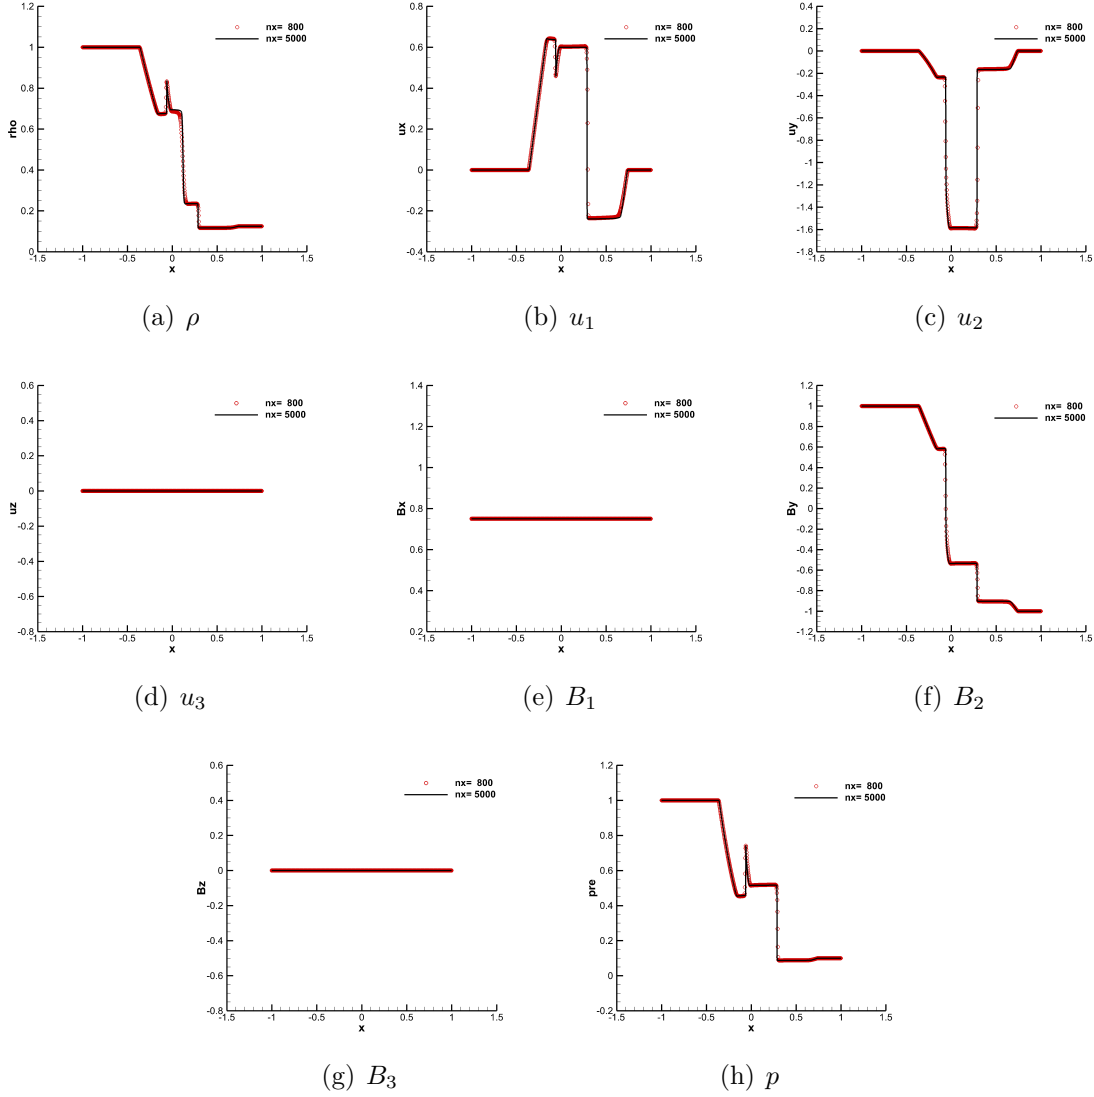 nx= 800
nx= 5000
rho
1.2
1
0.8
0.6
0.4
0.2
0
-1.5 -1 -0.5 0 0.5 1 1.5
x
(a) ρ
nx= 800
nx= 5000
ux
0.8
0.6
0.4
0.2
0
-0.2
-0.4
-1.5 -1 -0.5 0 0.5 1 1.5
x
(b) u1
nx= 800
nx= 5000
uy
0.4
0.2
0
-0.2
-0.4
-0.6
-0.8
-1
-1.2
-1.4
-1.6
-1.8
-1.5 -1 -0.5 0 0.5 1 1.5
x
(c) u2
nx= 800
nx= 5000
uz
0.6
0.4
0.2
0
-0.2
-0.4
-0.6
-0.8
-1.5 -1 -0.5 0 0.5 1 1.5
x
(d) u3
nx= 800
nx= 5000
Bx
1.4
1.2
1
0.8
0.6
0.4
0.2
-1.5 -1 -0.5 0 0.5 1 1.5
x
(e) B1
nx= 800
nx= 5000
By
1.2
1
0.8
0.6
0.4
0.2
0
-0.2
-0.4
-0.6
-0.8
-1
-1.2
-1.5 -1 -0.5 0 0.5 1 1.5
x
(f) B2
nx= 800
nx= 5000
Bz
0.6
0.4
0.2
0
-0.2
-0.4
-0.6
-0.8
-1.5 -1 -0.5 0 0.5 1 1.5
x
(g) B3
nx= 800
nx= 5000
pre
1.2
1
0.8
0.6
0.4
0.2
0
-0.2
-1.5 -1 -0.5 0 0.5 1 1.5
x
(h) p